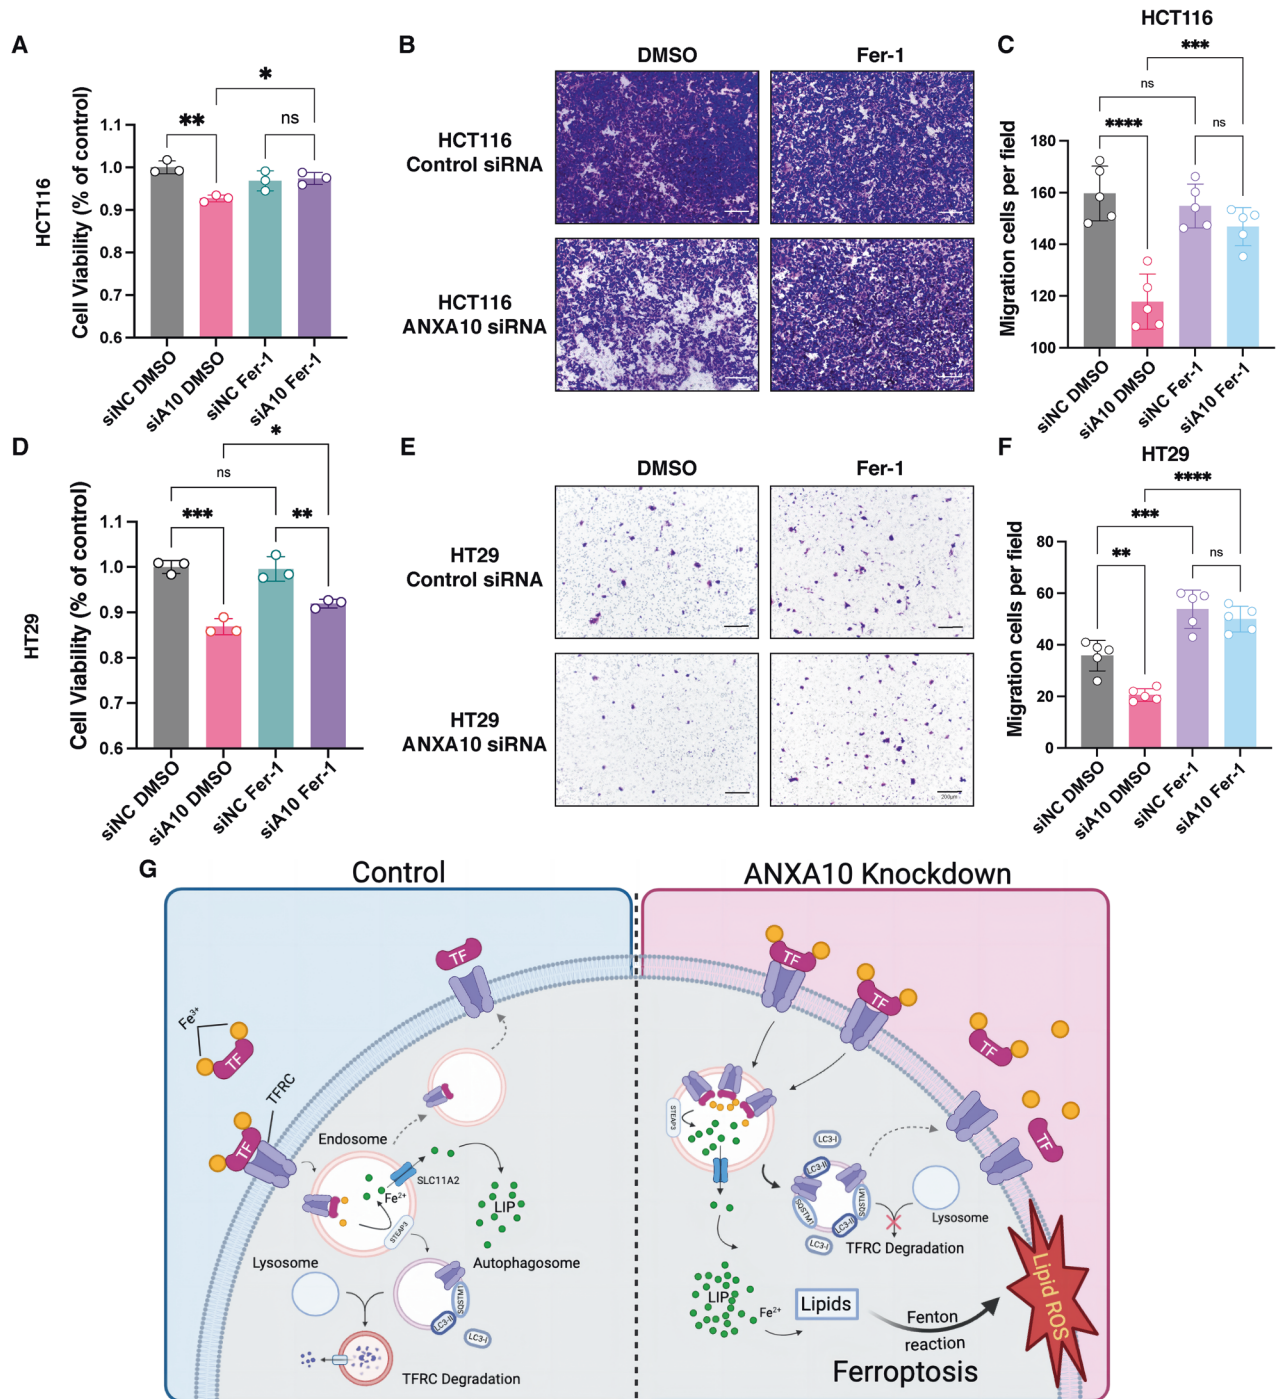 A
HCT116
Cell Viability (% of control)
1.1
1.0
0.9
0.8
0.7
0.6
**
*
ns
siNC DMSO
siA10 DMSO
siNC Fer-1
siA10 Fer-1
B
DMSO
Fer-1
HCT116
Control siRNA
HCT116
ANXA10 siRNA
C
HCT116
Migration cells per field
180
160
140
120
100
***
ns
****
ns
siNC DMSO
siA10 DMSO
siNC Fer-1
siA10 Fer-1
D
HT29
Cell Viability (% of control)
1.1
1.0
0.9
0.8
0.7
0.6
*
ns
***
**
siNC DMSO
siA10 DMSO
siNC Fer-1
siA10 Fer-1
E
DMSO
Fer-1
HT29
Control siRNA
HT29
ANXA10 siRNA
200μm
F
HT29
Migration cells per field
80
60
40
20
0
****
***
**
ns
siNC DMSO
siA10 DMSO
siNC Fer-1
siA10 Fer-1
G
Control
ANXA10 Knockdown
TF
Fe3+
TF
TFRC
TF
Endosome
Fe2+
SLC11A2
STEAP3
LIP
Lysosome
Autophagosome
SQSTM1
LC3-II
LC3-I
TFRC Degradation
TF
TF
TF
TF
STEAP3
LC3-I
LC3-II
SQSTM1
SQSTM1
LC3-II
LC3-I
Lysosome
TFRC Degradation
LIP
Fe2+
Lipids
Fenton
reaction
Lipid ROS
Ferroptosis